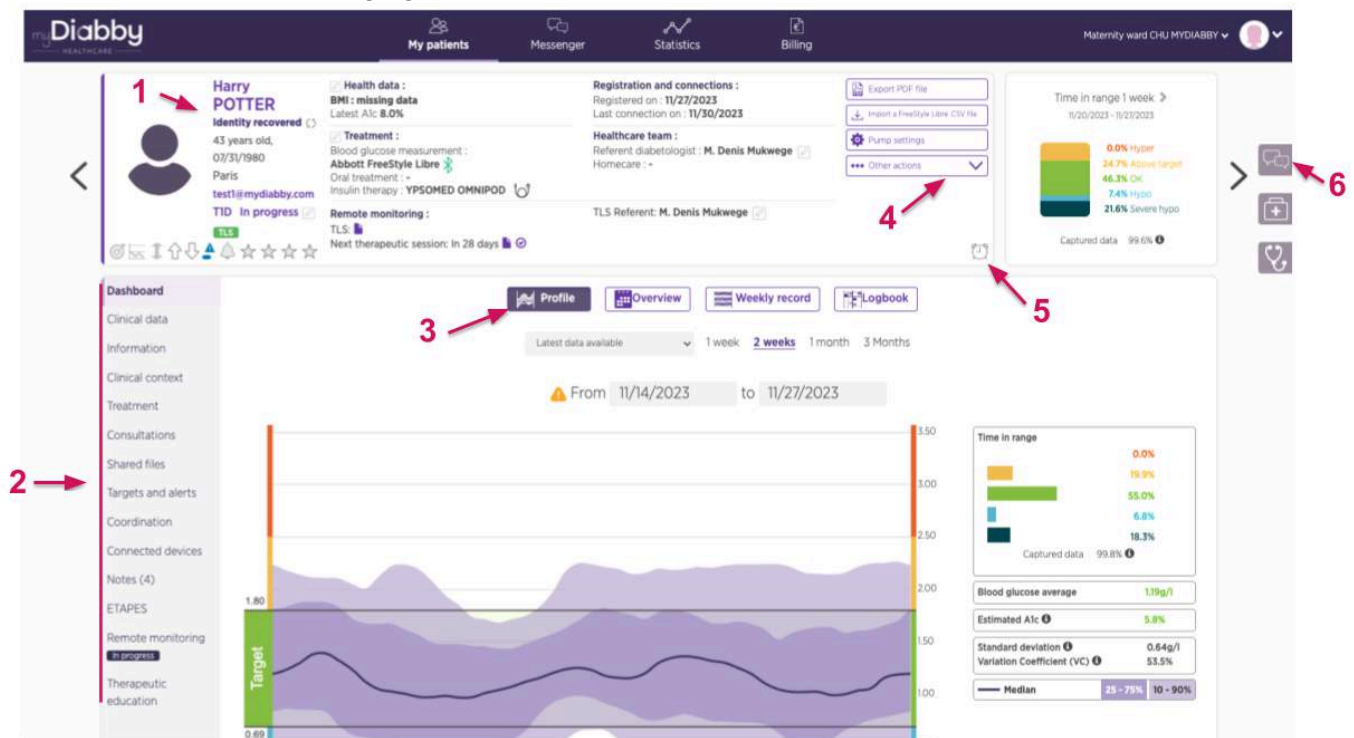 myDiabby
HEALTHCARE
My patients
Messenger
Statistics
Billing
Maternity ward CHU MYDIABBY
1
Harry
POTTER
Identity recovered
43 years old,
07/31/1980
Paris
test1@mydiabby.com
T1D In progress
TLS
Health data :
BMI : missing data
Latest A1c 8.0%
Treatment :
Blood glucose measurement :
Abbott FreeStyle Libre
Oral treatment : -
Insulin therapy : YPSOMED OMNIPOD
Remote monitoring :
TLS:
Next therapeutic session: In 28 days
Registration and connections :
Registered on : 11/27/2023
Last connection on : 11/30/2023
Healthcare team :
Referent diabetologist : M. Denis Mukwege
Homecare : -
TLS Referent: M. Denis Mukwege
Export PDF file
Import a FreeStyle Libre CSV file
Pump settings
Other actions
4
5
Time in range 1 week
11/20/2023 - 11/27/2023
0.0% Hyper
24.7% Above target
46.3% OK
7.4% Hypo
21.6% Severe hypo
Captured data 99.6%
6
2
Dashboard
Clinical data
Information
Clinical context
Treatment
Consultations
Shared files
Targets and alerts
Coordination
Connected devices
Notes (4)
ETAPES
Remote monitoring
In progress
Therapeutic
education
3
Profile
Overview
Weekly record
Logbook
Latest data available
1 week 2 weeks 1 month 3 Months
From 11/14/2023 to 11/27/2023
3.50
3.00
2.50
2.00
1.50
1.00
1.80
Target
0.69
Time in range
0.0%
19.9%
55.0%
6.8%
18.3%
Captured data 99.8%
Blood glucose average 1.19g/l
Estimated A1c 5.8%
Standard deviation 0.64g/l
Variation Coefficient (VC) 53.5%
Median 25 - 75% 10 - 90%